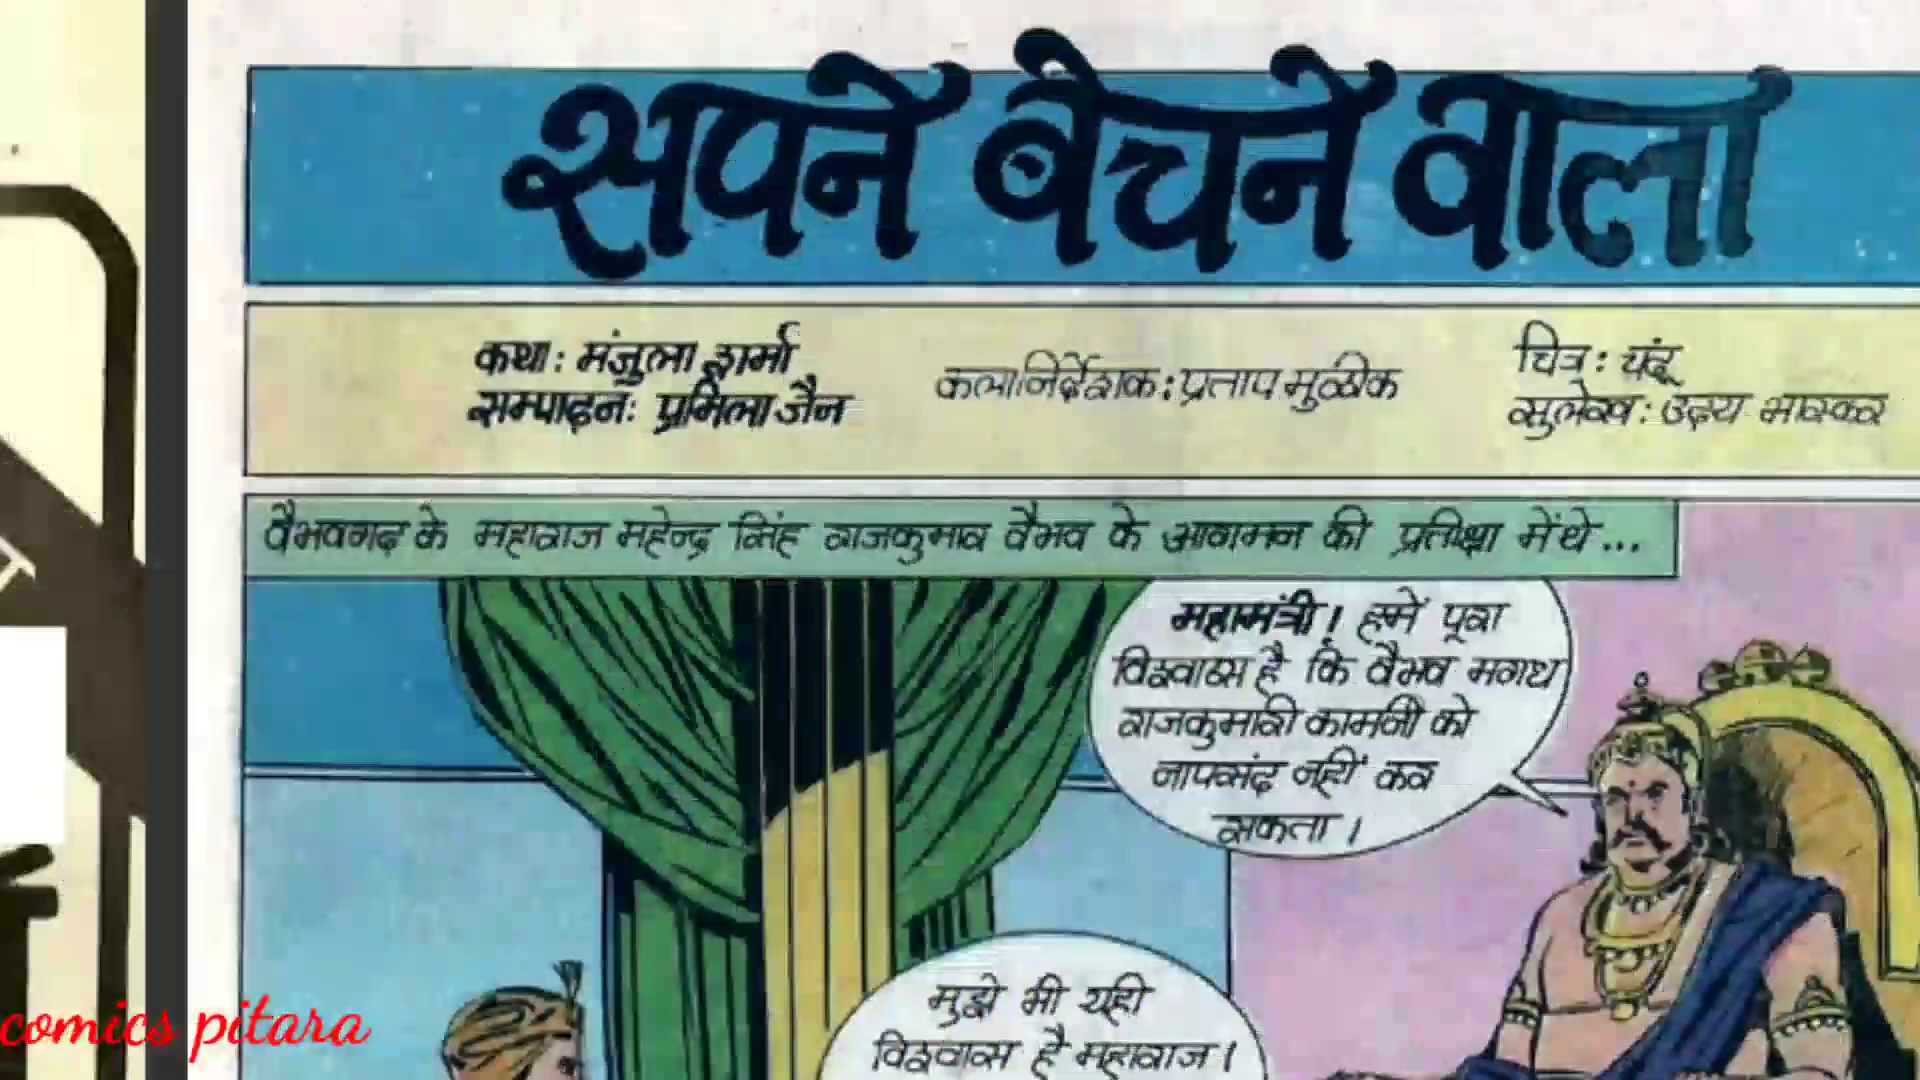 सपने बेचने वाला
कथा: मंजुला शर्मा
सम्पादन: प्रमिला जैन
कलानिर्देशक: प्रताप मुळीक
चित्र: चंदू
सुलेख: उदय भास्कर
वैभवगढ़ के महाराज महेन्द्र सिंह राजकुमार वैभव के आगमन की प्रतीक्षा में थे...
महामंत्री! हमें पूरा
विश्वास है कि वैभव मगध
राजकुमारी कामनी को
नापसंद नहीं कर
सकता।
मुझे भी यही
विश्वास है महाराज।
comics pitara